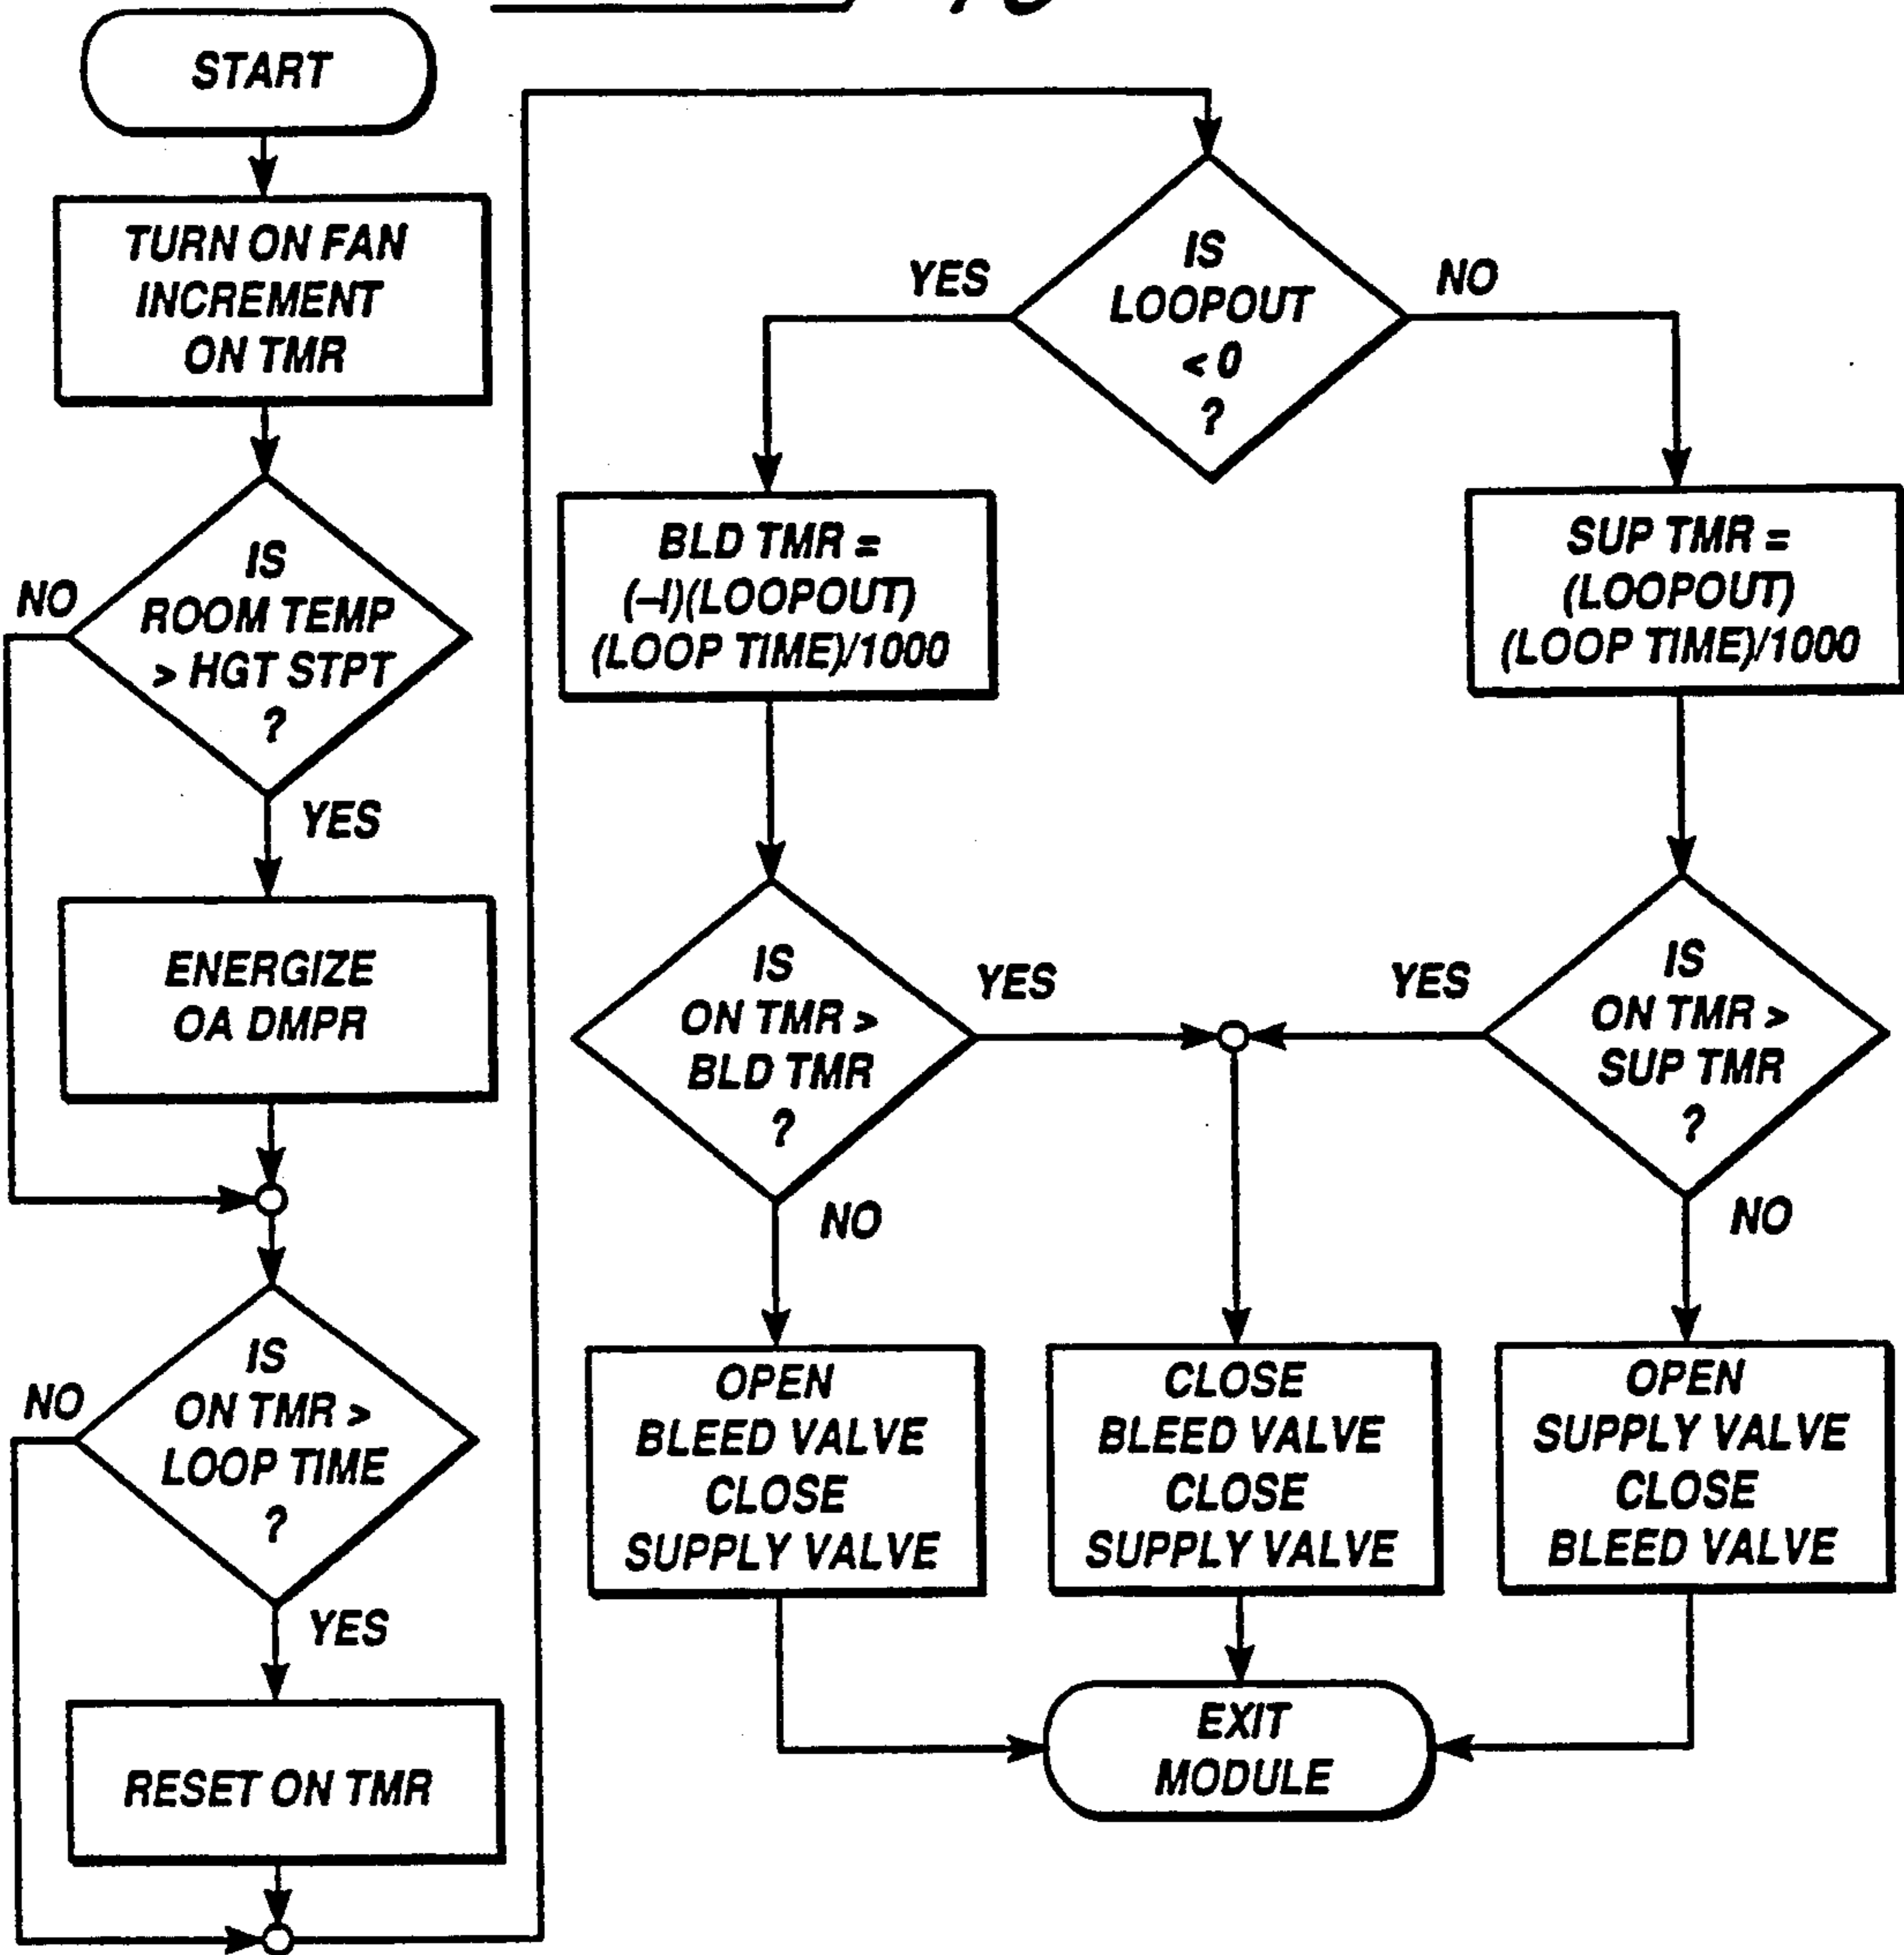 START
TURN ON FAN
INCREMENT
ON TMR
IS
ROOM TEMP
> HGT STPT
?
NO
YES
ENERGIZE
OA DMPR
IS
ON TMR >
LOOP TIME
?
NO
YES
RESET ON TMR
IS
LOOPOUT
< 0
?
YES
NO
BLD TMR =
(–I)(LOOPOUT)
(LOOP TIME)/1000
SUP TMR =
(LOOPOUT)
(LOOP TIME)/1000
IS
ON TMR >
BLD TMR
?
YES
NO
IS
ON TMR >
SUP TMR
?
YES
NO
OPEN
BLEED VALVE
CLOSE
SUPPLY VALVE
CLOSE
BLEED VALVE
CLOSE
SUPPLY VALVE
OPEN
SUPPLY VALVE
CLOSE
BLEED VALVE
EXIT
MODULE